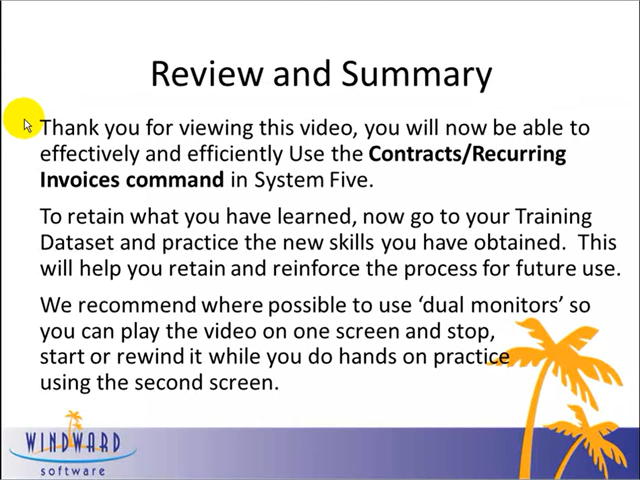 Review and Summary
Thank you for viewing this video, you will now be able to
effectively and efficiently Use the Contracts/Recurring
Invoices command in System Five.
To retain what you have learned, now go to your Training
Dataset and practice the new skills you have obtained.  This
will help you retain and reinforce the process for future use.
We recommend where possible to use ‘dual monitors’ so
you can play the video on one screen and stop,
start or rewind it while you do hands on practice
using the second screen.
WINDWARD
software